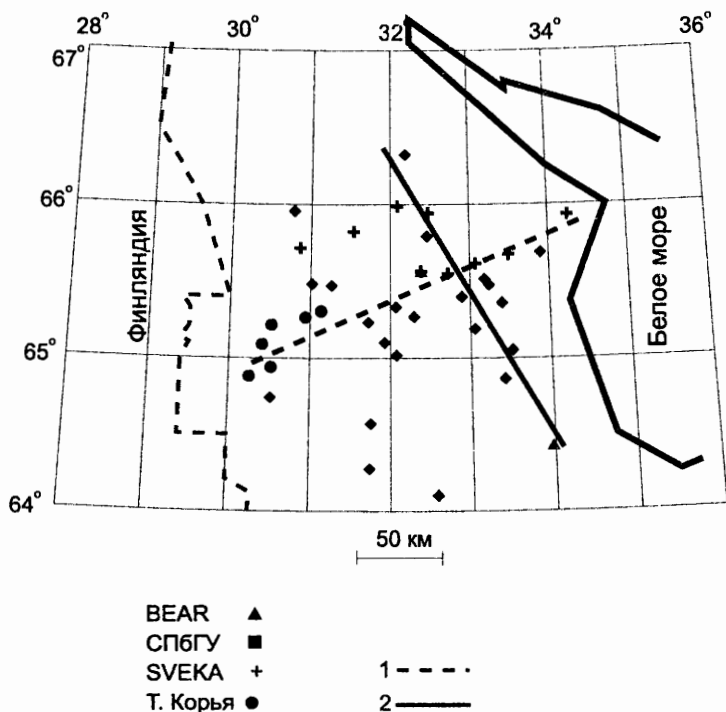 28° 30° 32° 34° 36°
67°
66°
65°
64°
Финляндия
Белое море
50 км
BEAR
СПбГУ
SVEKA 1
Т. Корья 2